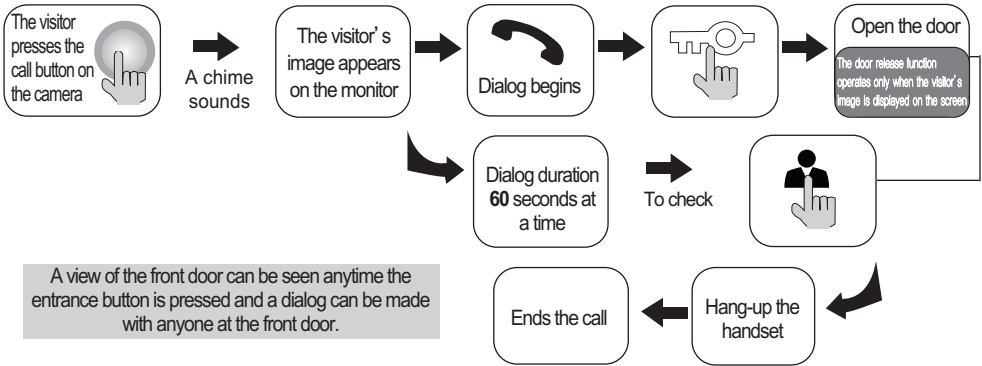 The visitor
presses the
call button on
the camera
A chime
sounds
The visitor's
image appears
on the monitor
Dialog begins
Open the door
The door release function
operates only when the visitor's
image is displayed on the screen
Dialog duration
60 seconds at
a time
To check
A view of the front door can be seen anytime the
entrance button is pressed and a dialog can be made
with anyone at the front door.
Ends the call
Hang-up the
handset